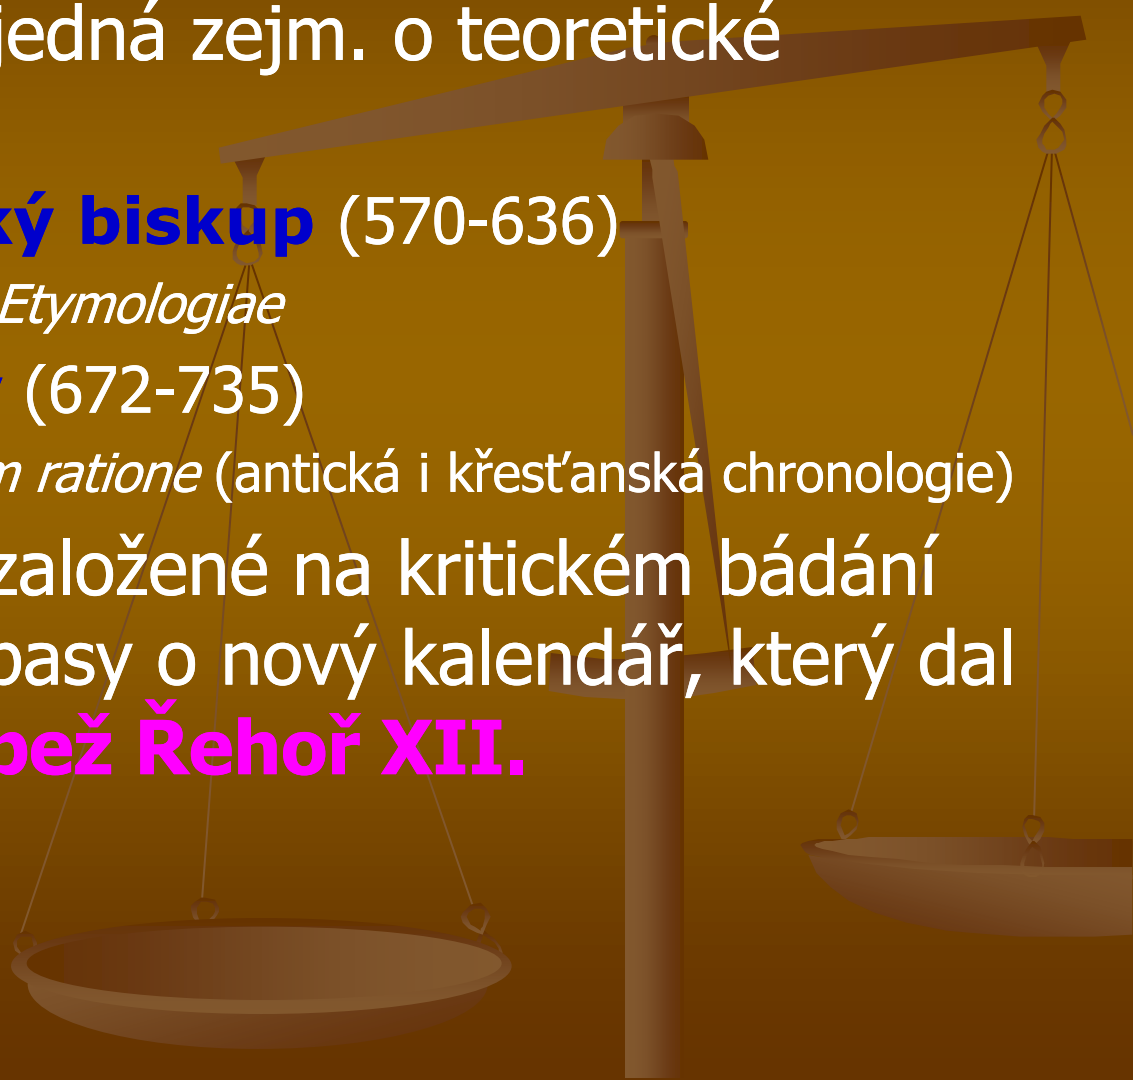 jedná zejm. o teoretické
ký biskup (570-636)
Etymologiae
(672-735)
m ratione (antická i křesťanská chronologie)
založené na kritickém bádání
pasy o nový kalendář, který dal
pež Řehoř XII.